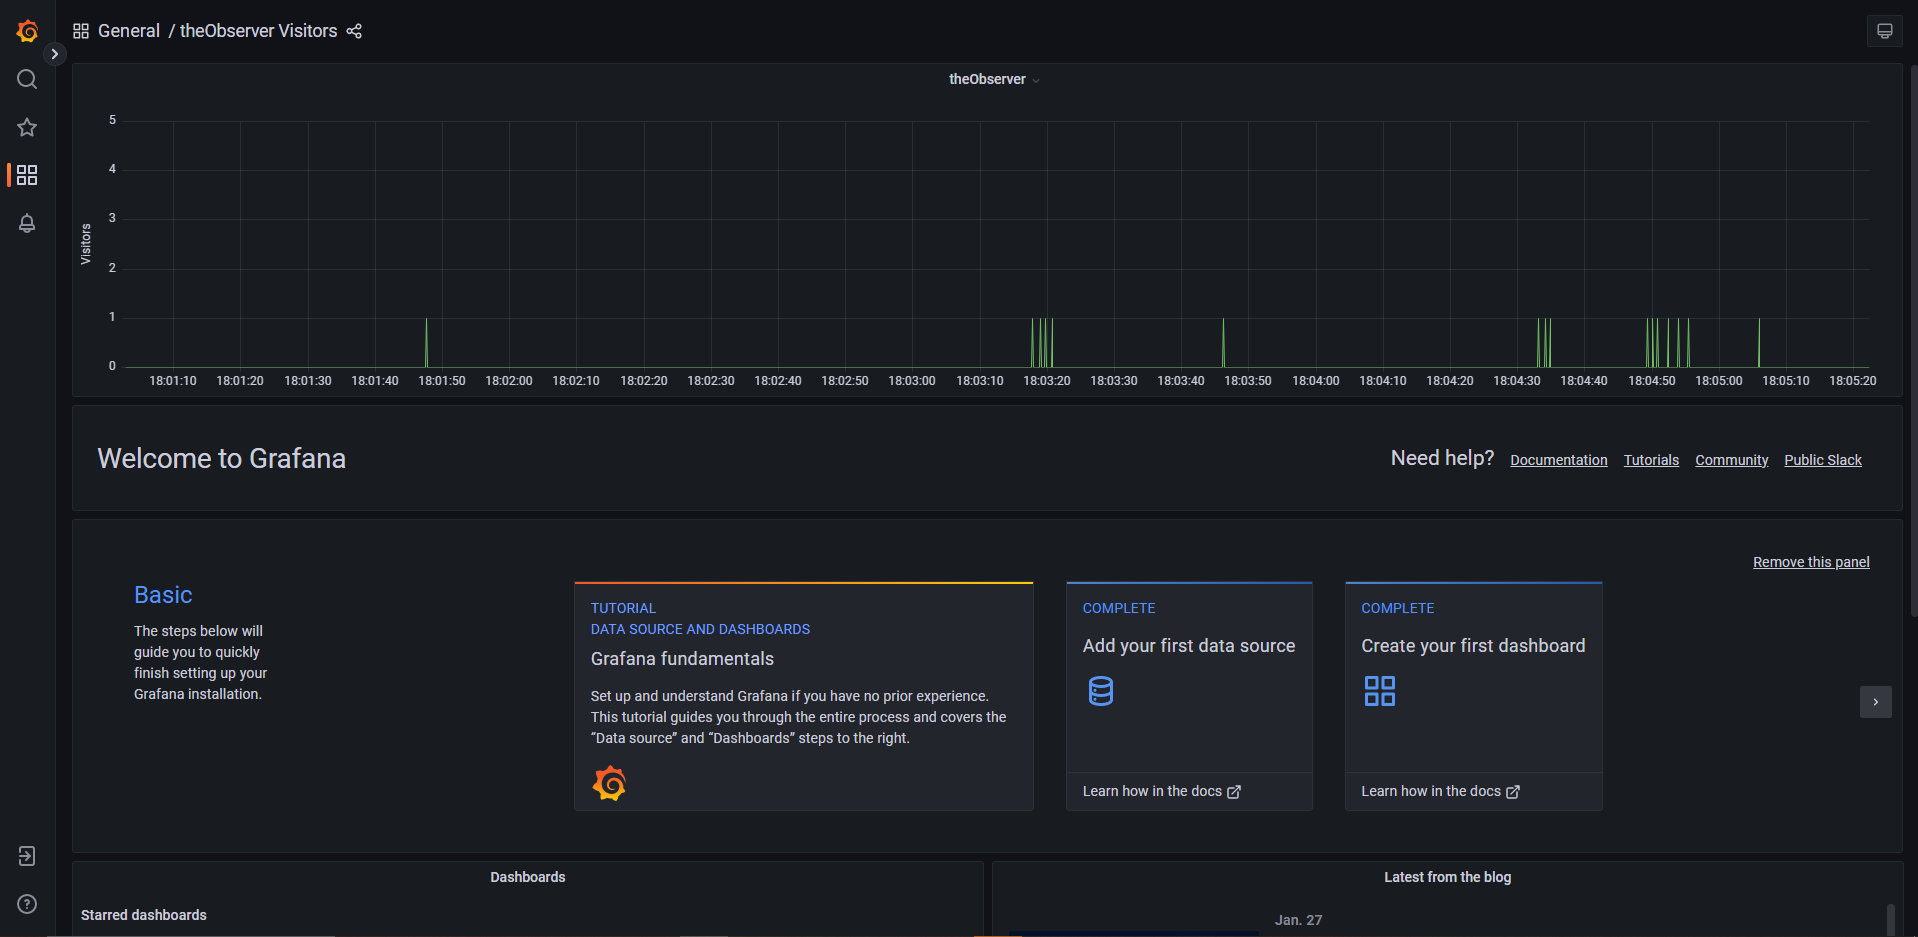 General / theObserver Visitors
theObserver
Visitors
5
4
3
2
1
0
18:01:10 18:01:20 18:01:30 18:01:40 18:01:50 18:02:00 18:02:10 18:02:20 18:02:30 18:02:40 18:02:50 18:03:00 18:03:10 18:03:20 18:03:30 18:03:40 18:03:50 18:04:00 18:04:10 18:04:20 18:04:30 18:04:40 18:04:50 18:05:00 18:05:10 18:05:20
Welcome to Grafana
Need help? Documentation Tutorials Community Public Slack
Remove this panel
Basic
The steps below will
guide you to quickly
finish setting up your
Grafana installation.
TUTORIAL
DATA SOURCE AND DASHBOARDS
Grafana fundamentals
Set up and understand Grafana if you have no prior experience.
This tutorial guides you through the entire process and covers the
“Data source” and “Dashboards” steps to the right.
COMPLETE
Add your first data source
Learn how in the docs
COMPLETE
Create your first dashboard
Learn how in the docs
Dashboards
Starred dashboards
Latest from the blog
Jan. 27